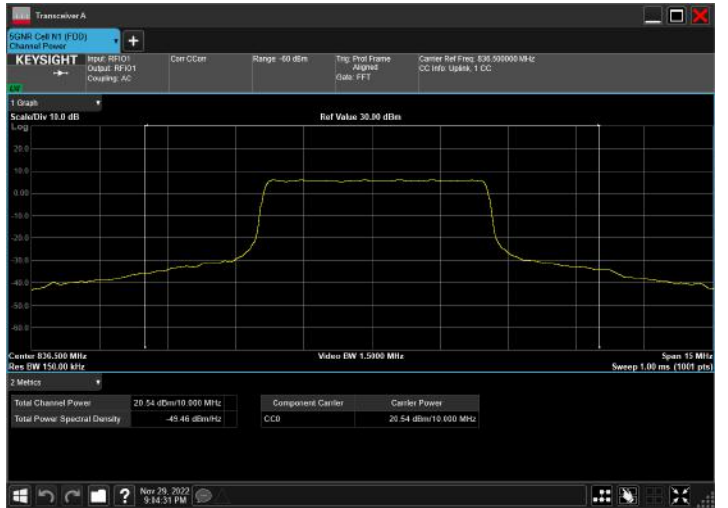 Transceiver A
5GNR Cell N1 (FDD)
Channel Power
+
KEYSIGHT
Input: RFIO1
Output: RFIO1
Coupling: AC
Corr CCorr
Range: -60 dBm
Trig: Prot Frame
Aligned
Gate: FFT
Carrier Ref Freq: 836.500000 MHz
CC Info: Uplink, 1 CC
1 Graph
Scale/Div 10.0 dB
Ref Value 30.00 dBm
Log
20.0
10.0
0.00
-10.0
-20.0
-30.0
-40.0
-50.0
-60.0
Center 836.500 MHz
Video BW 1.5000 MHz
Span 15 MHz
Res BW 150.00 kHz
Sweep 1.00 ms (1001 pts)
2 Metrics
Total Channel Power 20.54 dBm/10.000 MHz
Total Power Spectral Density -49.46 dBm/Hz
Component Carrier Carrier Power
CC0 20.54 dBm/10.000 MHz
?
Nov 29, 2022
9:14:31 PM